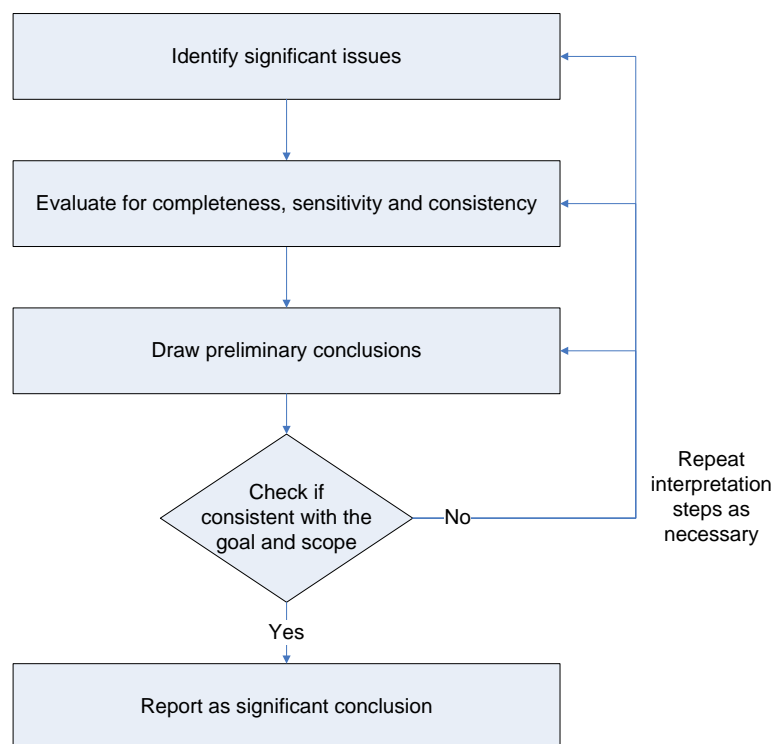 Identify significant issues
Evaluate for completeness, sensitivity and consistency
Draw preliminary conclusions
Check if
consistent with the
goal and scope
No
Repeat
interpretation
steps as
necessary
Yes
Report as significant conclusion